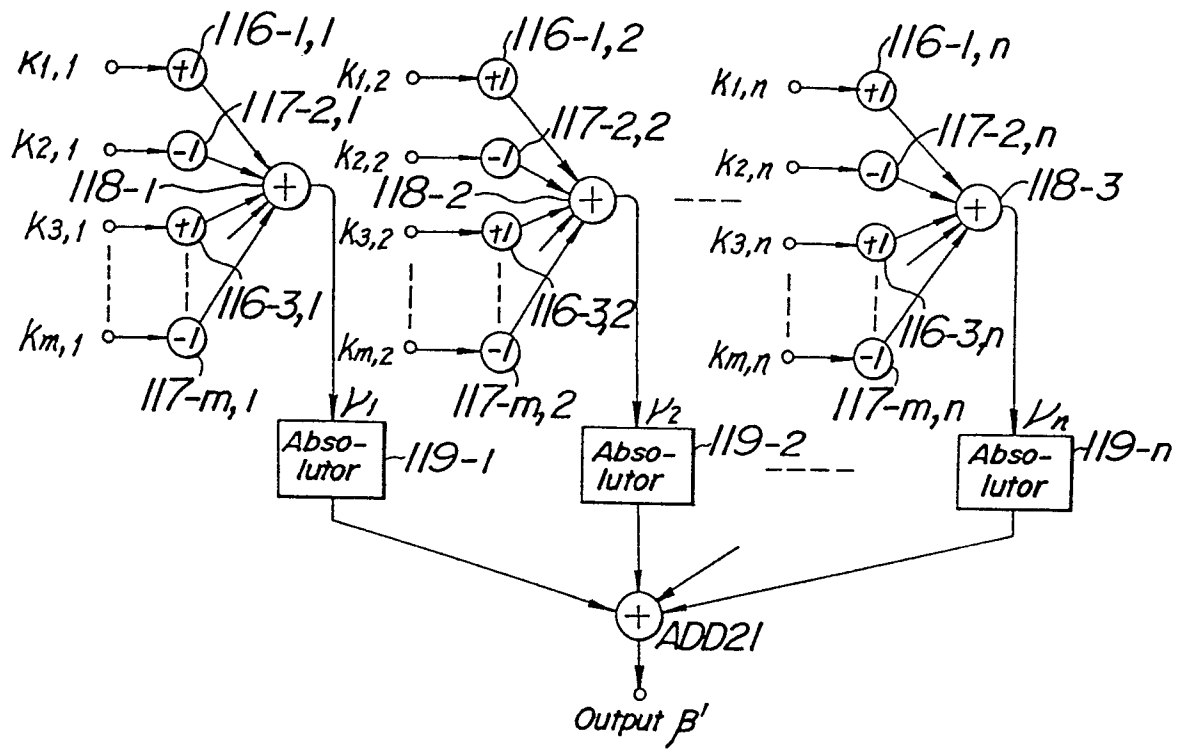 116-1,1
K1,1
+1
117-2,1
K2,1
-1
118-1
+
K3,1
+1
116-3,1
Km,1
-1
117-m,1
ν1
Abso-
lutor
119-1
116-1,2
K1,2
+1
117-2,2
K2,2
-1
118-2
+
K3,2
+1
116-3,2
Km,2
-1
117-m,2
ν2
Abso-
lutor
119-2
116-1,n
K1,n
+1
117-2,n
K2,n
-1
118-3
+
K3,n
+1
116-3,n
Km,n
-1
117-m,n
νn
Abso-
lutor
119-n
+
ADD21
Output β'